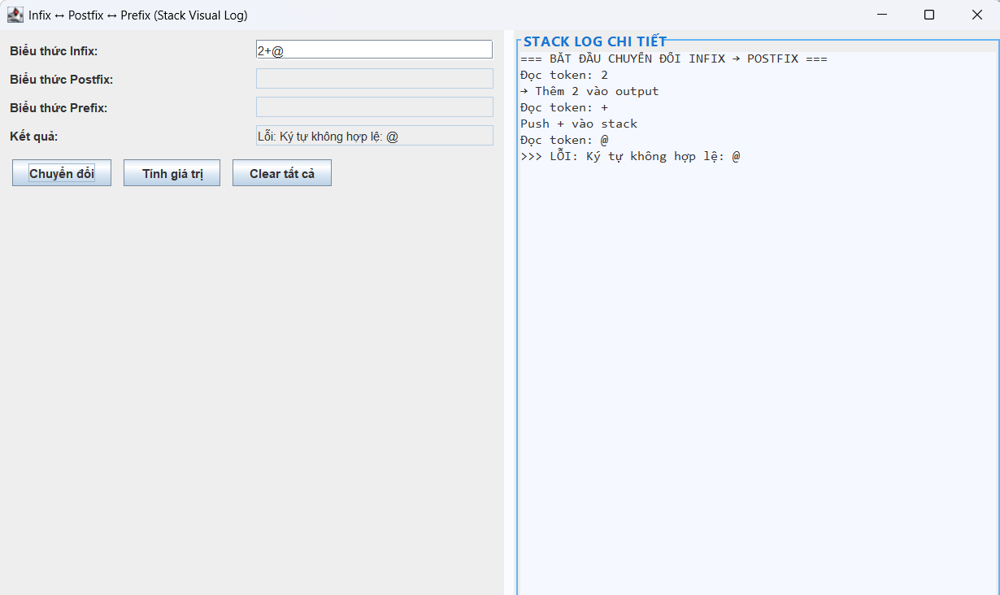 Infix ↔ Postfix ↔ Prefix (Stack Visual Log)
Biểu thức Infix:
2+@
Biểu thức Postfix:
Biểu thức Prefix:
Kết quả:
Lỗi: Ký tự không hợp lệ: @
Chuyển đổi
Tính giá trị
Clear tất cả
STACK LOG CHI TIẾT
=== BẮT ĐẦU CHUYỂN ĐỔI INFIX → POSTFIX ===
Đọc token: 2
→ Thêm 2 vào output
Đọc token: +
Push + vào stack
Đọc token: @
>>> LỖI: Ký tự không hợp lệ: @